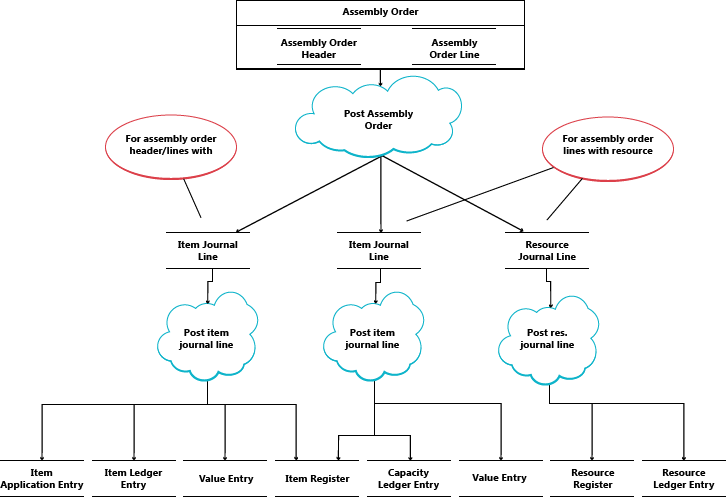 Assembly Order
Assembly Order
Header
Assembly
Order Line
Post Assembly
Order
For assembly order
header/lines with
For assembly order
lines with resource
Item Journal
Line
Item Journal
Line
Resource
Journal Line
Post item
journal line
Post item
journal line
Post res.
journal line
Item
Application Entry
Item Ledger
Entry
Value Entry
Item Register
Capacity
Ledger Entry
Value Entry
Resource
Register
Resource
Ledger Entry